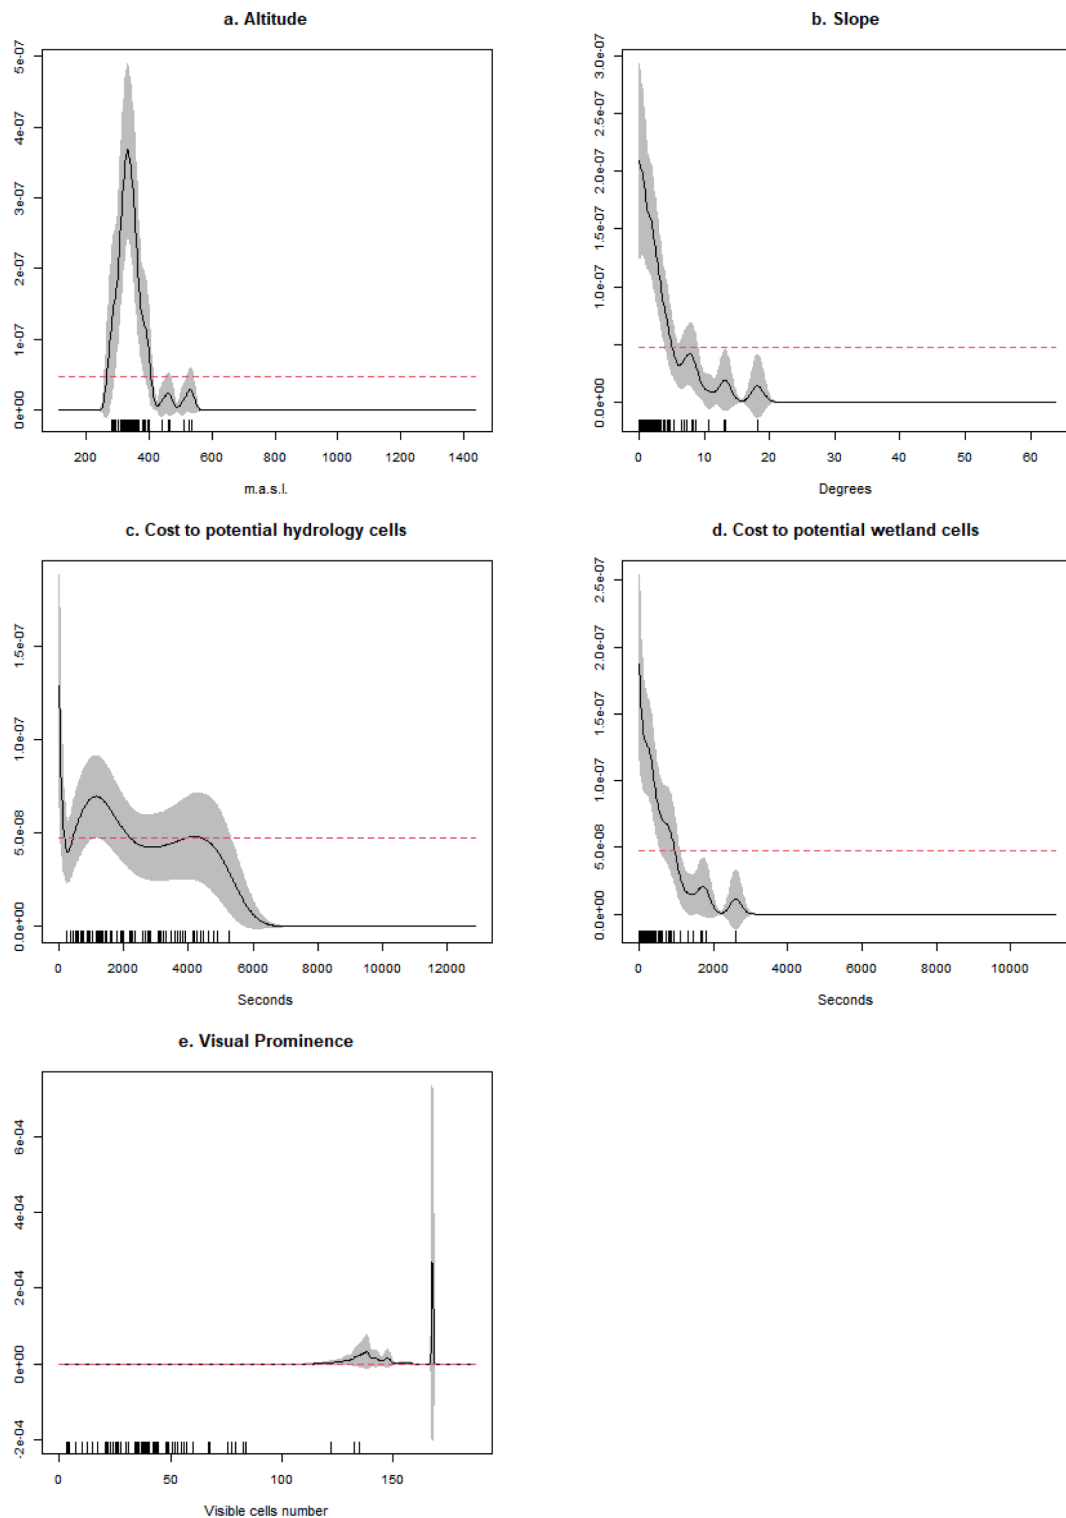 a. Altitude
5e-07
4e-07
3e-07
2e-07
1e-07
0e+00
200 400 600 800 1000 1200 1400
m.a.s.l.
b. Slope
3.0e-07
2.5e-07
2.0e-07
1.5e-07
1.0e-07
0.0e+00
0 10 20 30 40 50 60
Degrees
c. Cost to potential hydrology cells
1.5e-07
1.0e-07
5.0e-08
0.0e+00
0 2000 4000 6000 8000 10000 12000
Seconds
d. Cost to potential wetland cells
2.5e-07
2.0e-07
1.5e-07
1.0e-07
5.0e-08
0.0e+00
0 2000 4000 6000 8000 10000
Seconds
e. Visual Prominence
6e-04
4e-04
2e-04
0e+00
-2e-04
0 50 100 150
Visible cells number